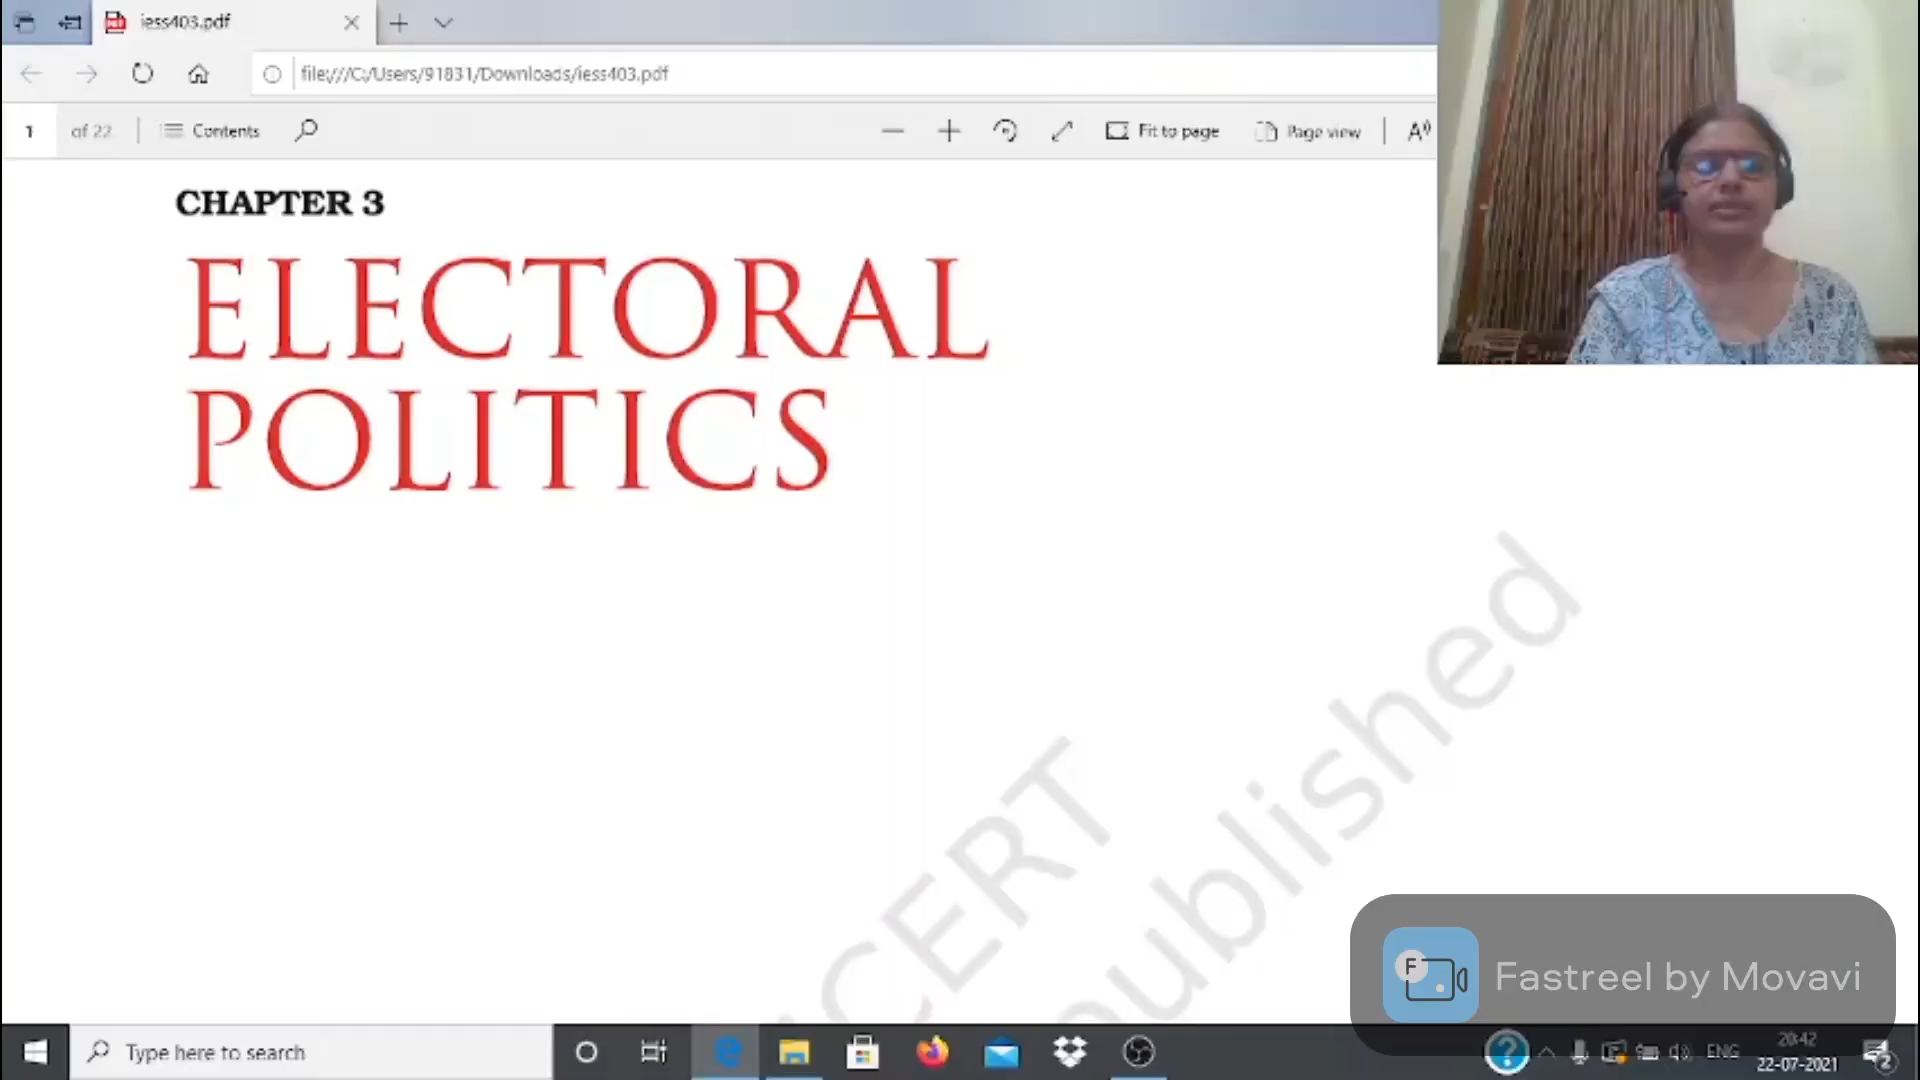 iess403.pdf
file:///C:/Users/91831/Downloads/iess403.pdf
1 of 22 Contents Fit to page Page view A
CHAPTER 3
ELECTORAL
POLITICS
CERT
published
F Fastreel by Movavi
Type here to search
ENG
20:42
22-07-2021
2